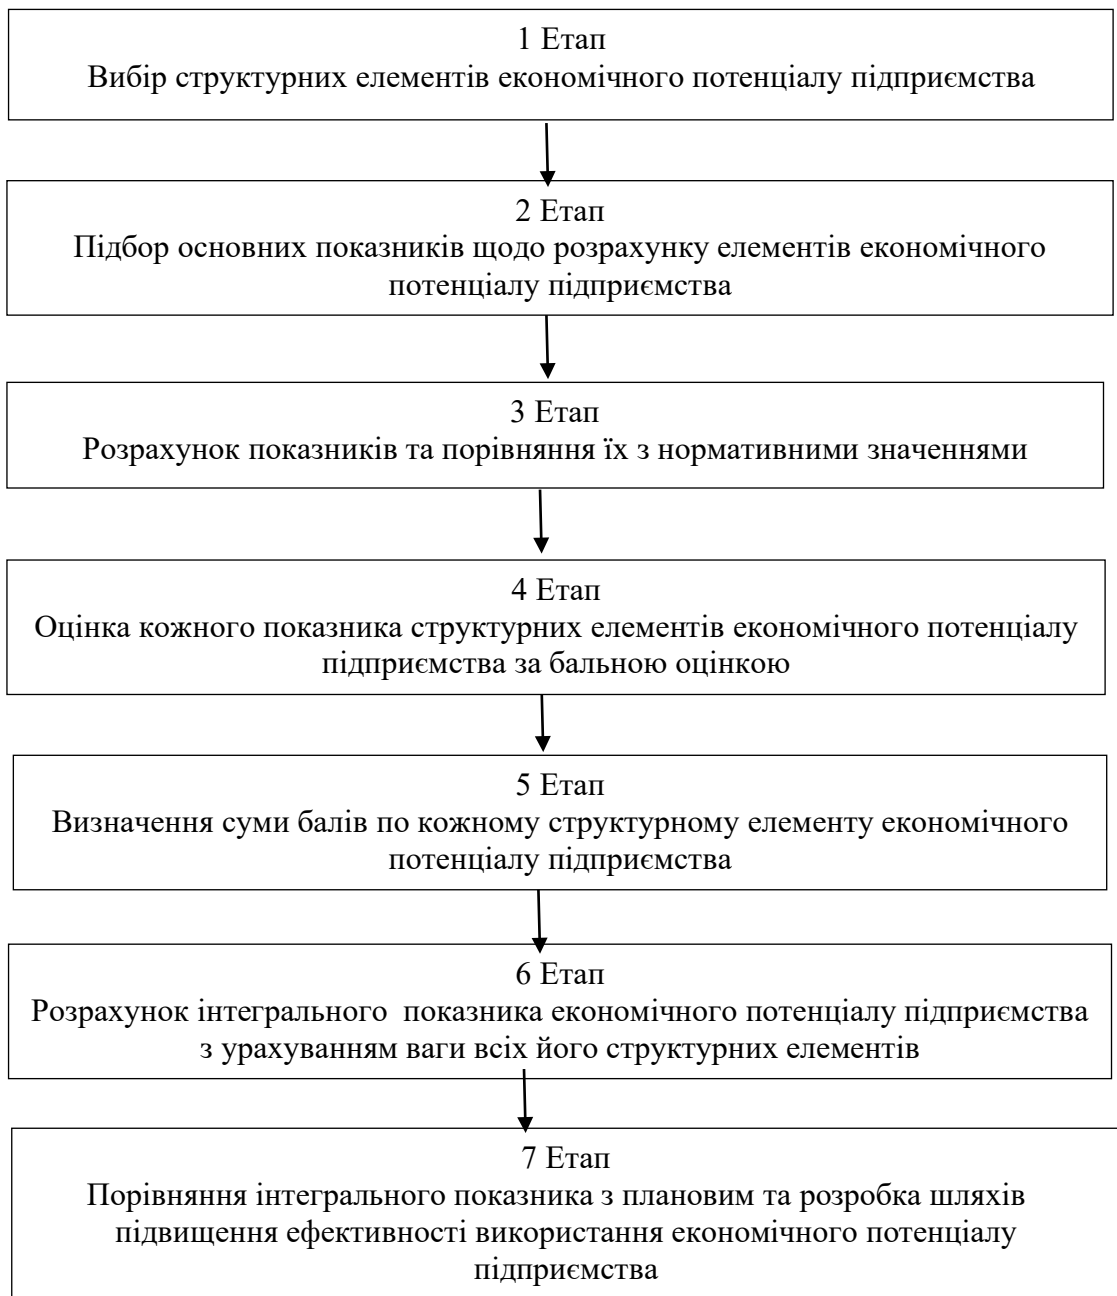 1 Етап
Вибір структурних елементів економічного потенціалу підприємства
2 Етап
Підбор основних показників щодо розрахунку елементів економічного
потенціалу підприємства
3 Етап
Розрахунок показників та порівняння їх з нормативними значеннями
4 Етап
Оцінка кожного показника структурних елементів економічного потенціалу
підприємства за бальною оцінкою
5 Етап
Визначення суми балів по кожному структурному елементу економічного
потенціалу підприємства
6 Етап
Розрахунок інтегрального показника економічного потенціалу підприємства
з урахуванням ваги всіх його структурних елементів
7 Етап
Порівняння інтегрального показника з плановим та розробка шляхів
підвищення ефективності використання економічного потенціалу
підприємства